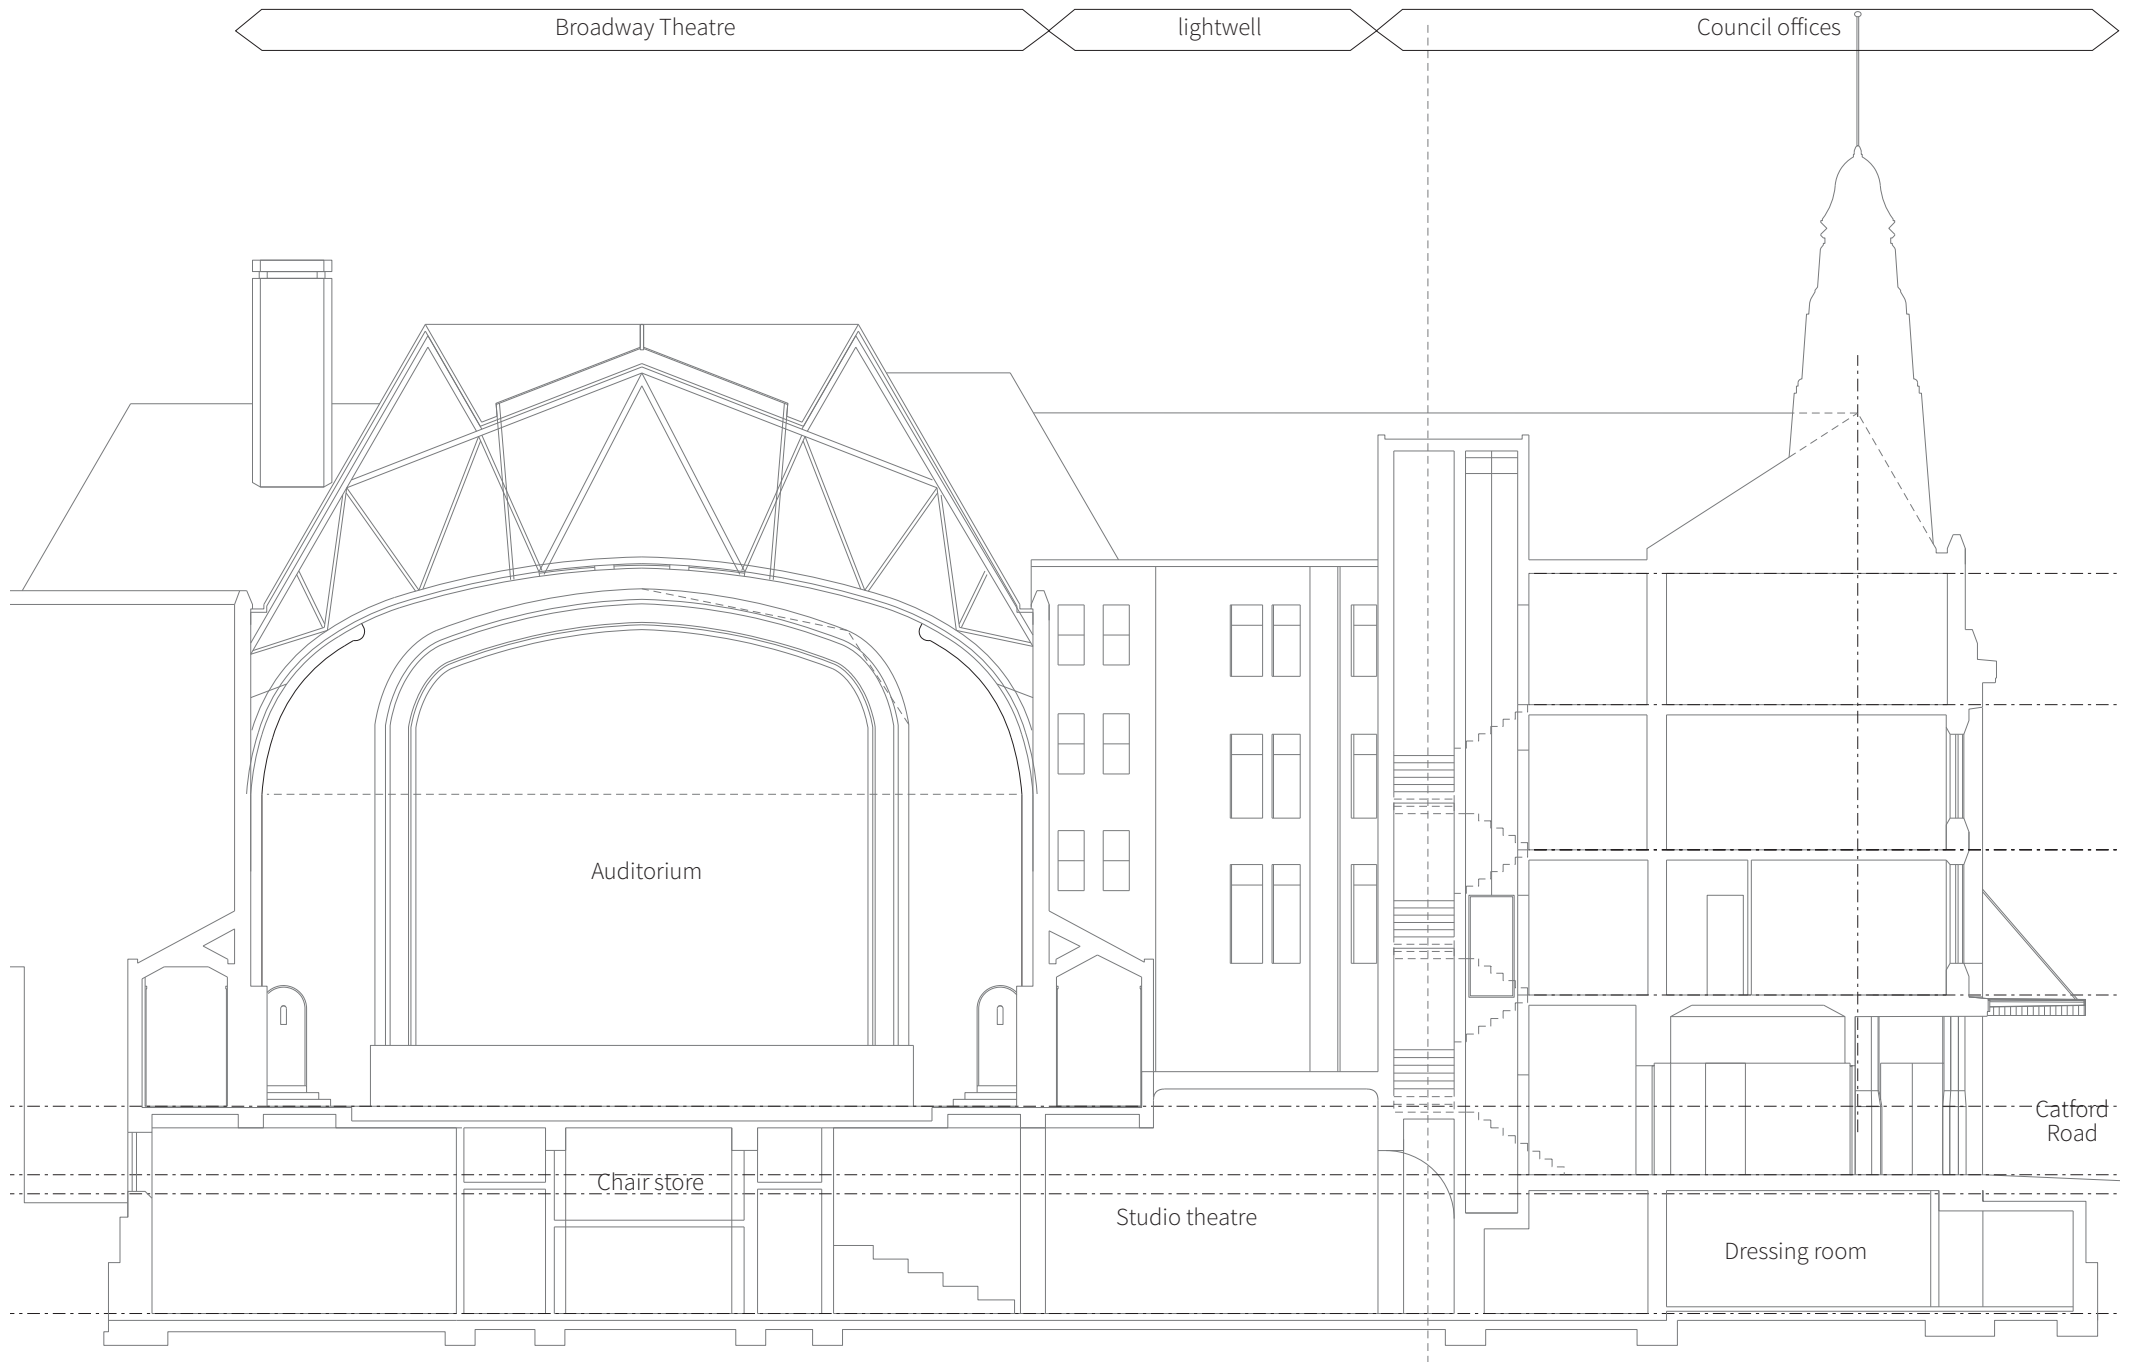 Broadway Theatre
lightwell
Council offices
Auditorium
Catford
Road
Chair store
Studio theatre
Dressing room